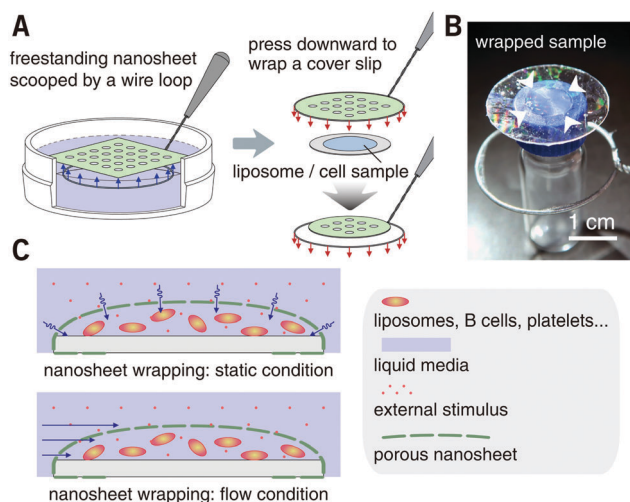 A
freestanding nanosheet
scooped by a wire loop
press downward to
wrap a cover slip
liposome / cell sample
B
wrapped sample
1 cm
C
nanosheet wrapping: static condition
nanosheet wrapping: flow condition
liposomes, B cells, platelets...
liquid media
external stimulus
porous nanosheet